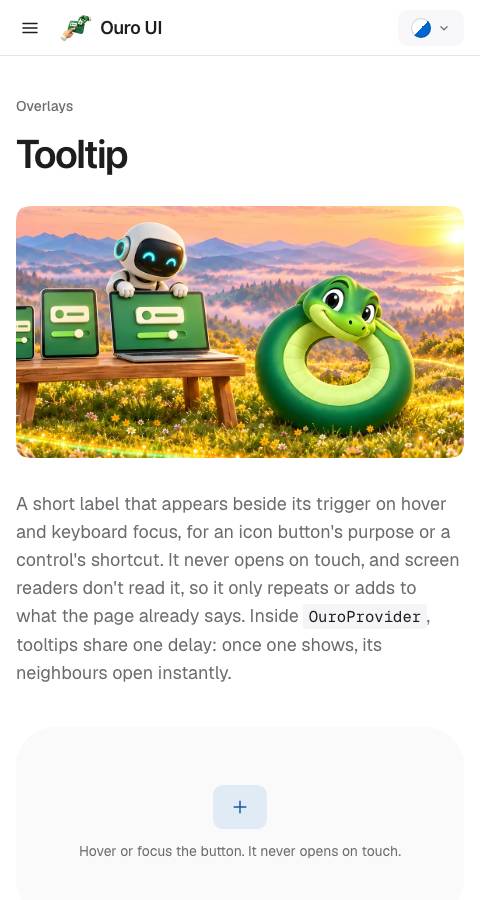 Ouro UI
Overlays
Tooltip
A short label that appears beside its trigger on hover
and keyboard focus, for an icon button's purpose or a
control's shortcut. It never opens on touch, and screen
readers don't read it, so it only repeats or adds to
what the page already says. Inside OuroProvider,
tooltips share one delay: once one shows, its
neighbours open instantly.
Hover or focus the button. It never opens on touch.